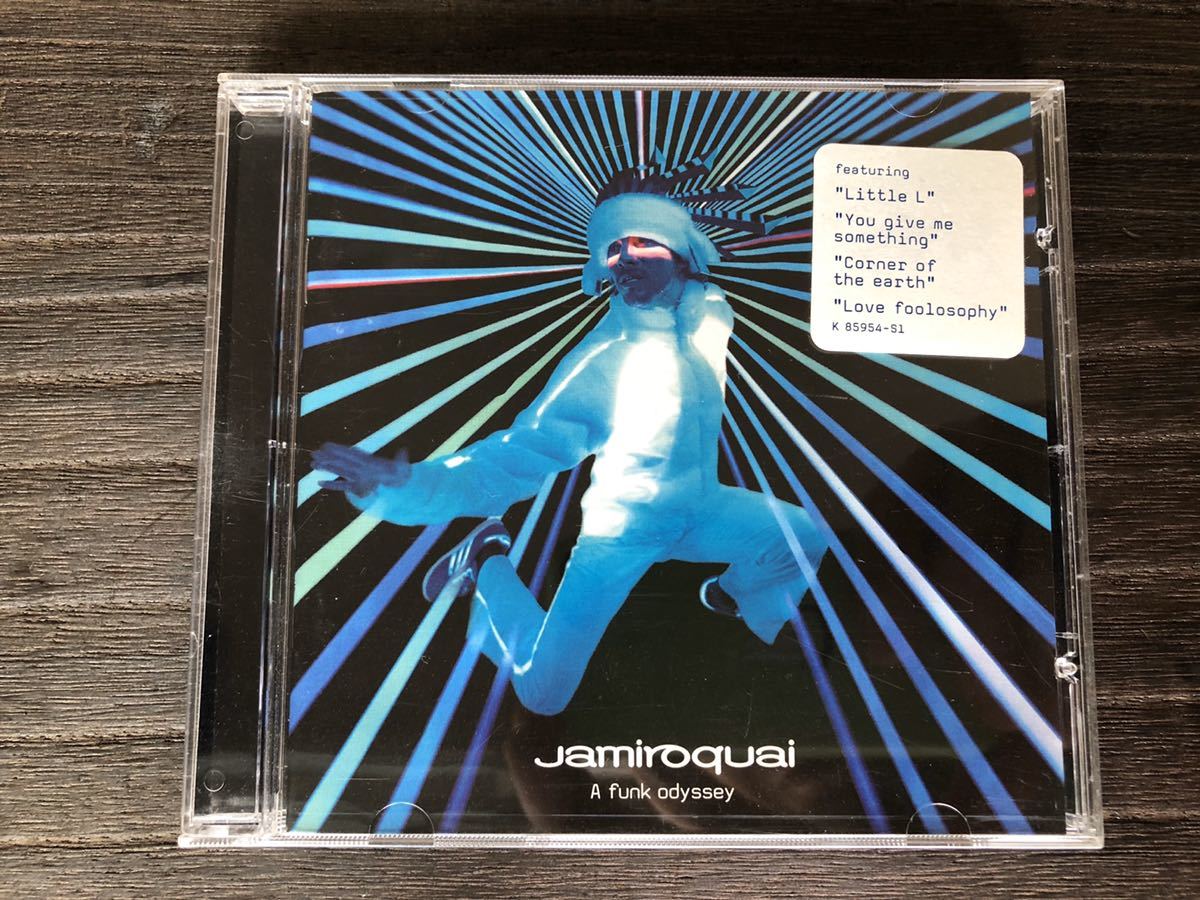 featuring
"Little L"
"You give me
something"
"Corner of
the earth"
"Love foolosophy"
K 85954-S1
Jamiroquai
A funk odyssey